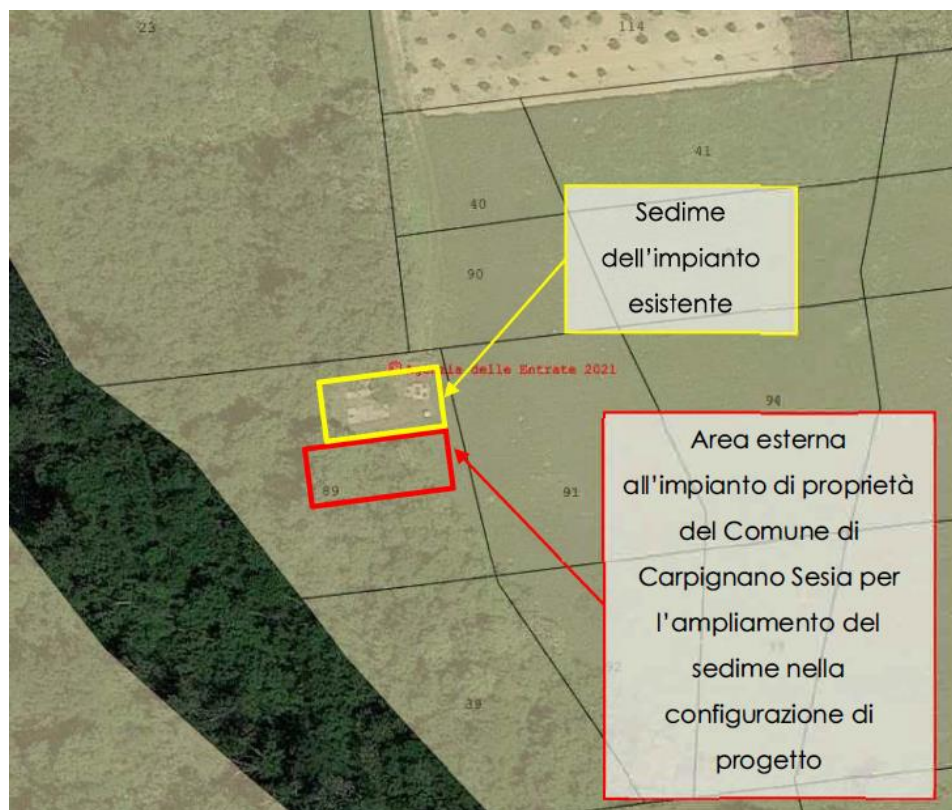 23
114
41
40
Sedime
dell’impianto
esistente
90
© Agenzia delle Entrate 2021
94
Area esterna
all’impianto di proprietà
del Comune di
Carpignano Sesia per
l’ampliamento del
sedime nella
configurazione di
progetto
89
91
92
39